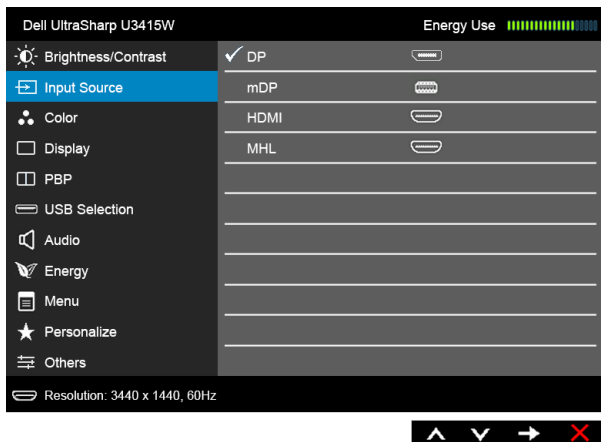 Dell UltraSharp U3415W Energy Use
Brightness/Contrast DP
Input Source mDP
Color HDMI
Display MHL
PBP
USB Selection
Audio
Energy
Menu
Personalize
Others
Resolution: 3440 x 1440, 60Hz